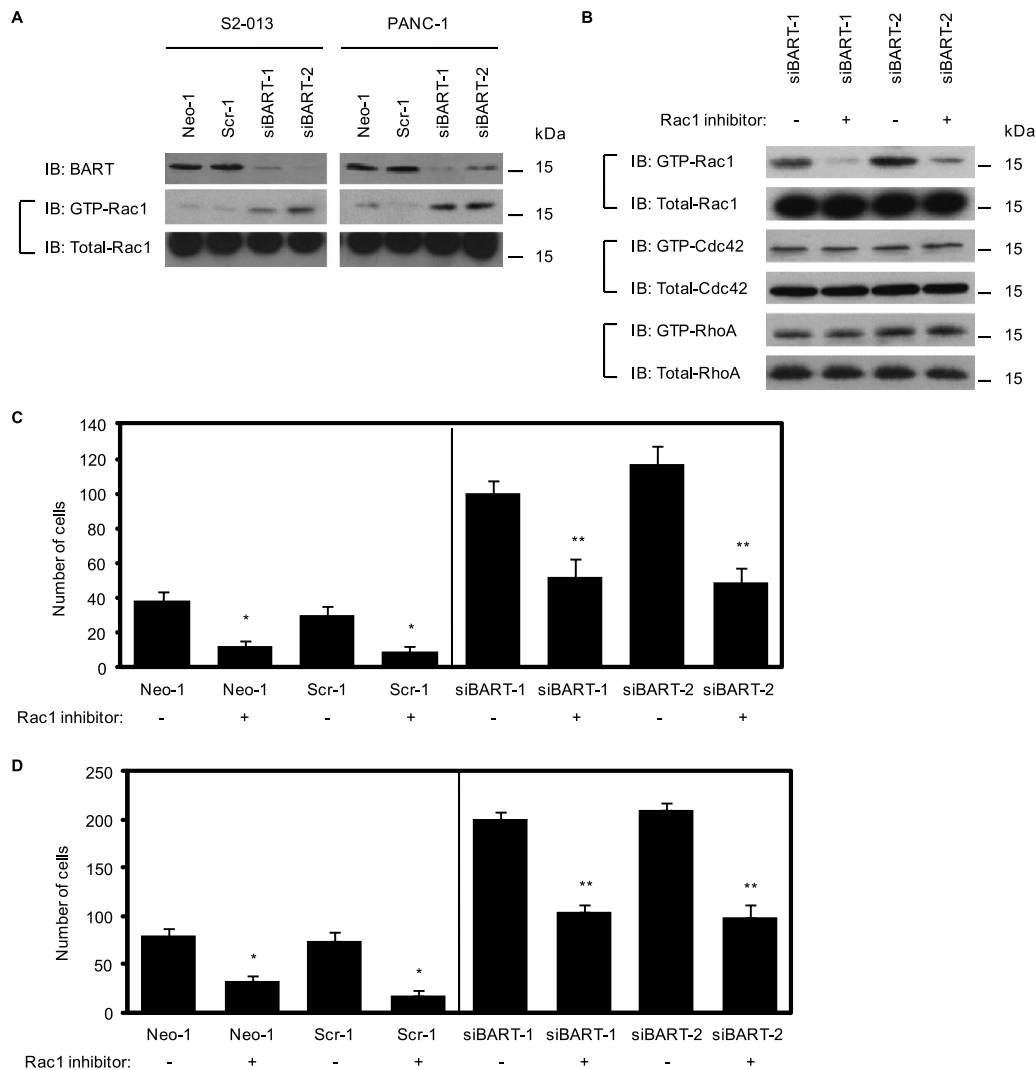 A
S2-013
PANC-1
Neo-1
Scr-1
siBART-1
siBART-2
Neo-1
Scr-1
siBART-1
siBART-2
kDa
IB: BART
15
IB: GTP-Rac1
15
IB: Total-Rac1
15
B
siBART-1
siBART-1
siBART-2
siBART-2
Rac1 inhibitor: - + - + kDa
IB: GTP-Rac1
15
IB: Total-Rac1
15
IB: GTP-Cdc42
15
IB: Total-Cdc42
15
IB: GTP-RhoA
15
IB: Total-RhoA
15
C
Number of cells
140
120
100
80
60
40
20
0
* * ** **
Neo-1 Neo-1 Scr-1 Scr-1 siBART-1 siBART-1 siBART-2 siBART-2
Rac1 inhibitor: - + - + - + - +
D
Number of cells
250
200
150
100
50
0
* * ** **
Neo-1 Neo-1 Scr-1 Scr-1 siBART-1 siBART-1 siBART-2 siBART-2
Rac1 inhibitor: - + - + - + - +